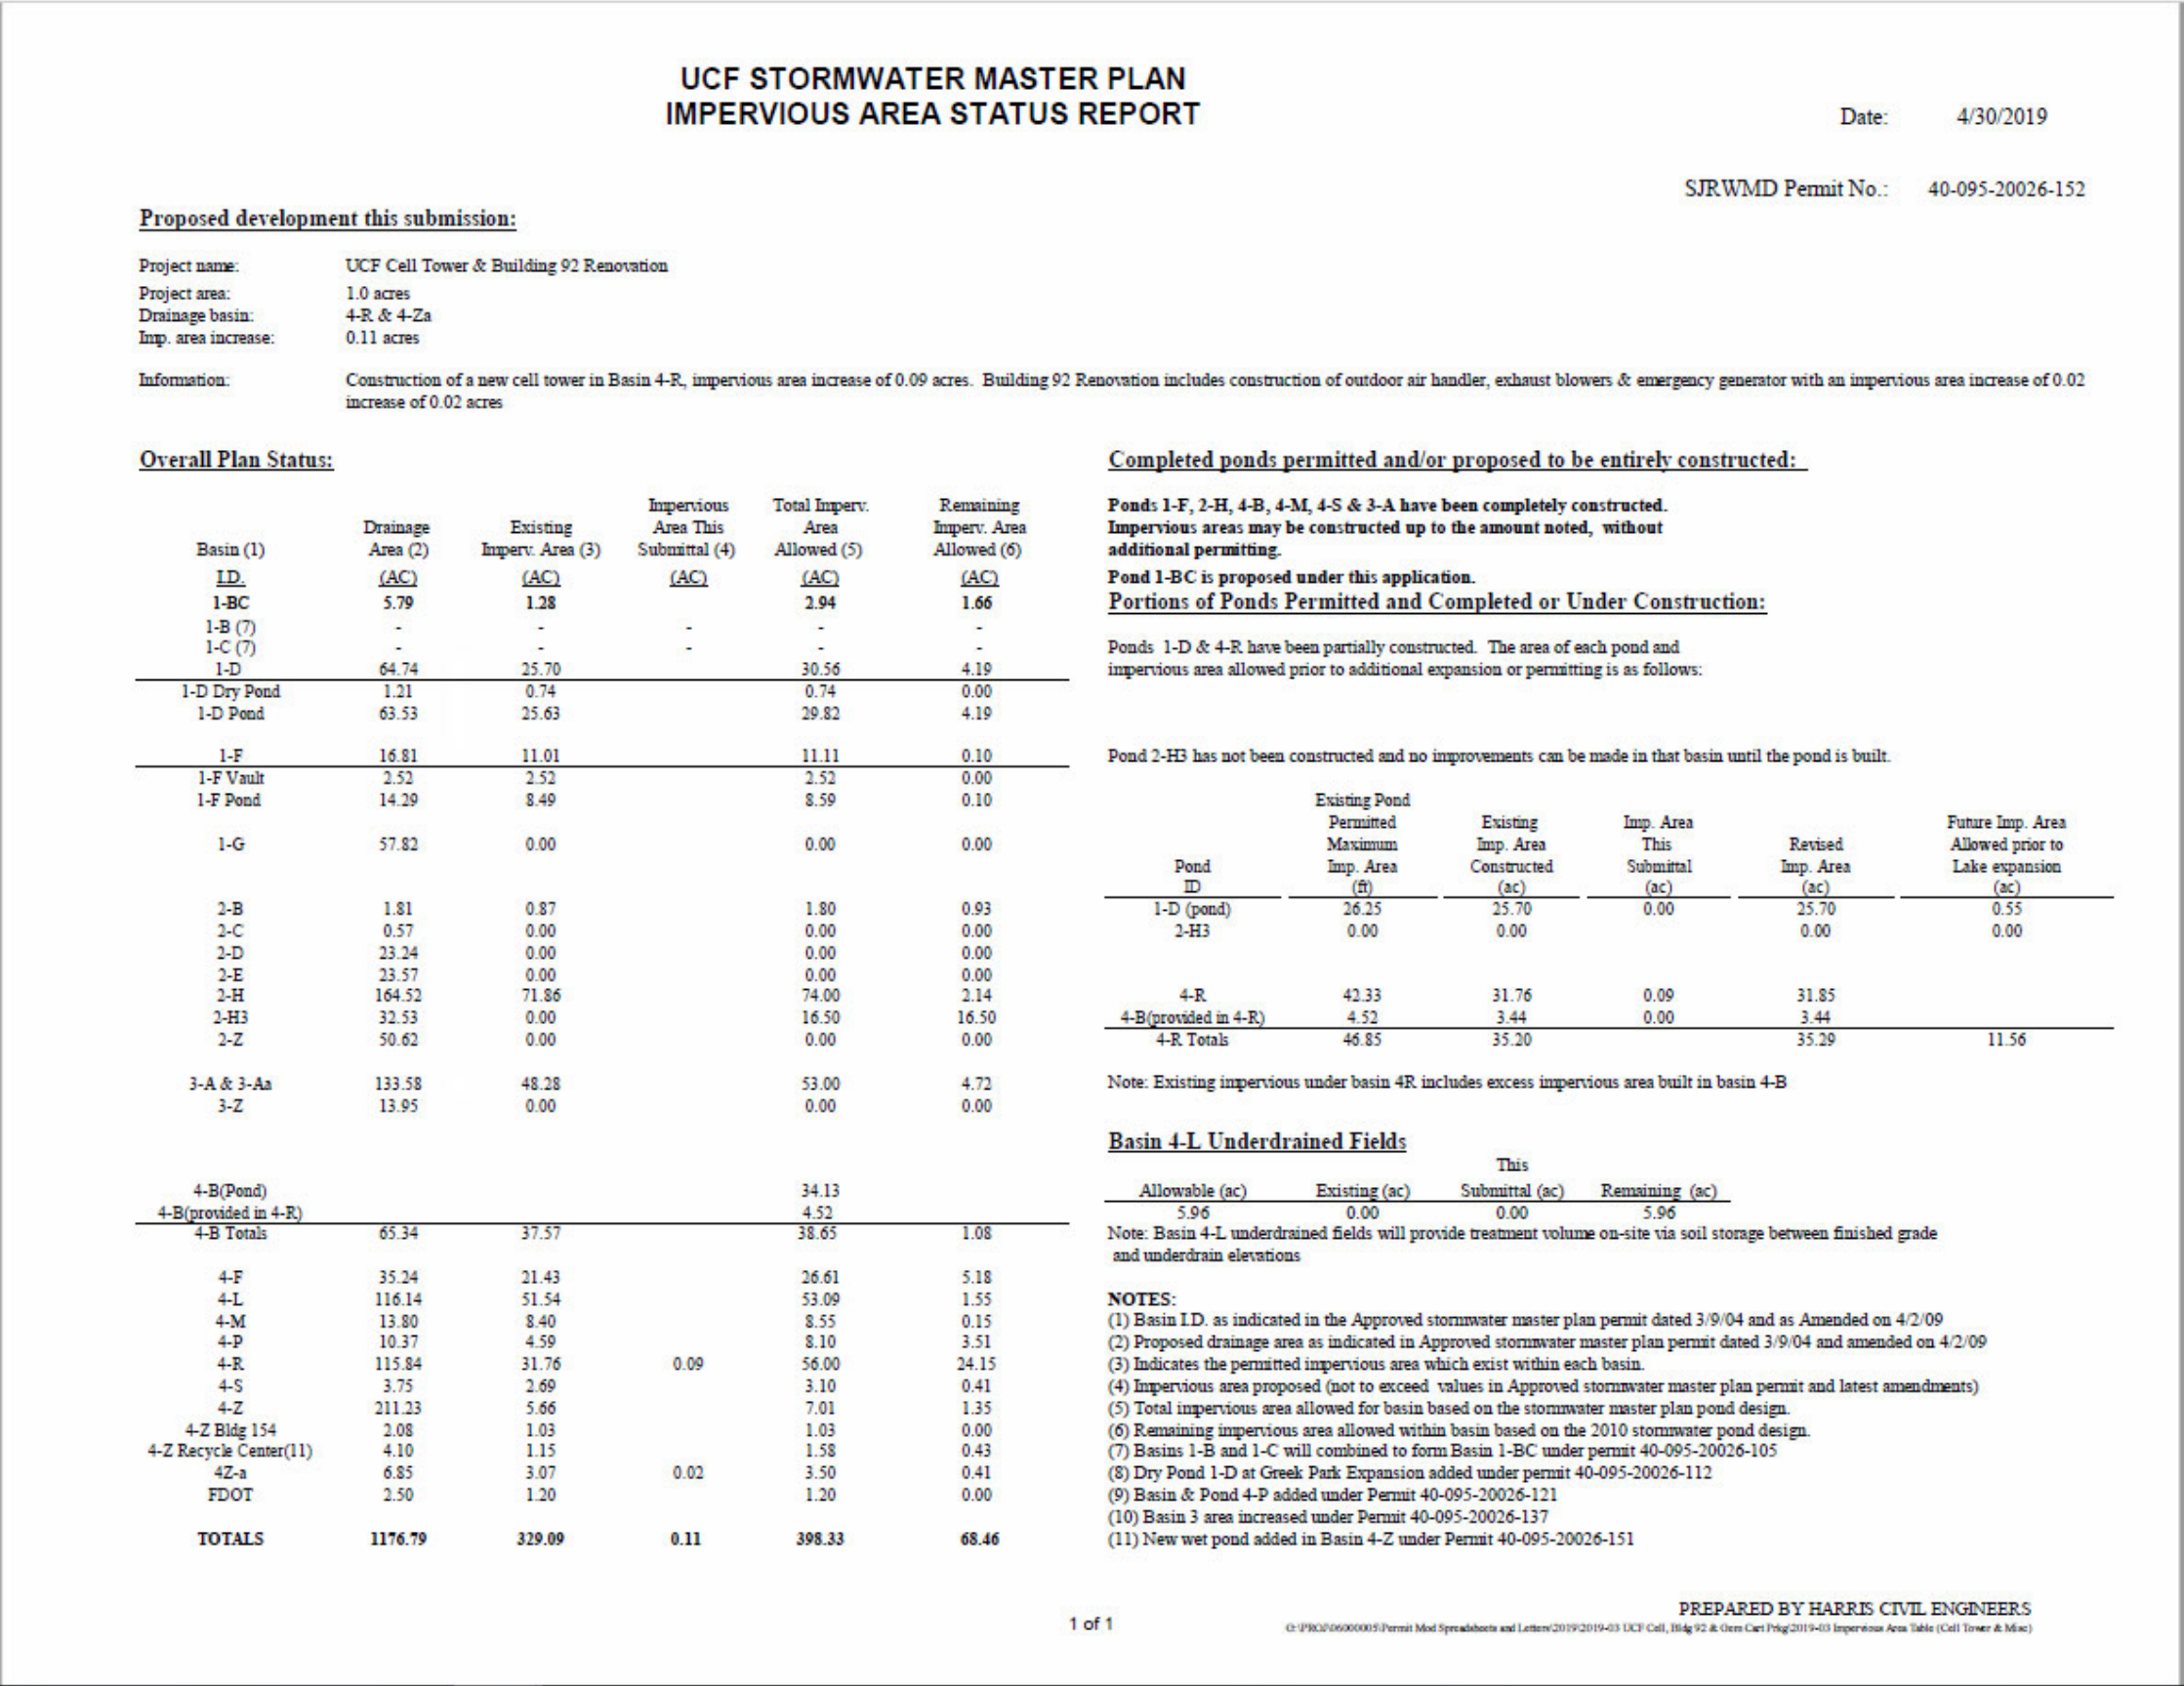 UCF STORMWATER MASTER PLAN
IMPERVIOUS AREA STATUS REPORT
Date: 4/30/2019
SJRWMD Permit No.: 40-095-20026-152
Proposed development this submission:
Project name: UCF Cell Tower & Building 92 Renovation
Project area: 1.0 acres
Drainage basin: 4-R & 4-Za
Imp. area increase: 0.11 acres
Information: Construction of a new cell tower in Basin 4-R, impervious area increase of 0.09 acres. Building 92 Renovation includes construction of outdoor air handler, exhaust blowers & emergency generator with an impervious area increase of 0.02
increase of 0.02 acres
Overall Plan Status:
Impervious Total Imperv. Remaining
Drainage Existing Area This Area Imperv. Area
Basin (1) Area (2) Imperv. Area (3) Submittal (4) Allowed (5) Allowed (6)
I.D. (AC) (AC) (AC) (AC) (AC)
1-BC 5.79 1.28 2.94 1.66
1-B (7) - - - - -
1-C (7) - - - - -
1-D 64.74 25.70 30.56 4.19
1-D Dry Pond 1.21 0.74 0.74 0.00
1-D Pond 63.53 25.63 29.82 4.19
1-F 16.81 11.01 11.11 0.10
1-F Vault 2.52 2.52 2.52 0.00
1-F Pond 14.29 8.49 8.59 0.10
1-G 57.82 0.00 0.00 0.00
2-B 1.81 0.87 1.80 0.93
2-C 0.57 0.00 0.00 0.00
2-D 23.24 0.00 0.00 0.00
2-E 23.57 0.00 0.00 0.00
2-H 164.52 71.86 74.00 2.14
2-H3 32.53 0.00 16.50 16.50
2-Z 50.62 0.00 0.00 0.00
3-A & 3-Aa 133.58 48.28 53.00 4.72
3-Z 13.95 0.00 0.00 0.00
4-B(Pond) 34.13
4-B(provided in 4-R) 4.52
4-B Totals 65.34 37.57 38.65 1.08
4-F 35.24 21.43 26.61 5.18
4-L 116.14 51.54 53.09 1.55
4-M 13.80 8.40 8.55 0.15
4-P 10.37 4.59 8.10 3.51
4-R 115.84 31.76 0.09 56.00 24.15
4-S 3.75 2.69 3.10 0.41
4-Z 211.23 5.66 7.01 1.35
4-Z Bldg 154 2.08 1.03 1.03 0.00
4-Z Recycle Center(11) 4.10 1.15 1.58 0.43
4Z-a 6.85 3.07 0.02 3.50 0.41
FDOT 2.50 1.20 1.20 0.00
TOTALS 1176.79 329.09 0.11 398.33 68.46
Completed ponds permitted and/or proposed to be entirely constructed:
Ponds 1-F, 2-H, 4-B, 4-M, 4-S & 3-A have been completely constructed.
Impervious areas may be constructed up to the amount noted, without
additional permitting.
Pond 1-BC is proposed under this application.
Portions of Ponds Permitted and Completed or Under Construction:
Ponds 1-D & 4-R have been partially constructed. The area of each pond and
impervious area allowed prior to additional expansion or permitting is as follows:
Pond 2-H3 has not been constructed and no improvements can be made in that basin until the pond is built.
Existing Pond
Permitted Existing Imp. Area Future Imp. Area
Maximum Imp. Area This Revised Allowed prior to
Pond Imp. Area Constructed Submittal Imp. Area Lake expansion
ID (ft) (ac) (ac) (ac) (ac)
1-D (pond) 26.25 25.70 0.00 25.70 0.55
2-H3 0.00 0.00 0.00 0.00
4-R 42.33 31.76 0.09 31.85
4-B(provided in 4-R) 4.52 3.44 0.00 3.44
4-R Totals 46.85 35.20 35.29 11.56
Note: Existing impervious under basin 4R includes excess impervious area built in basin 4-B
Basin 4-L Underdrained Fields
This
Allowable (ac) Existing (ac) Submittal (ac) Remaining (ac)
5.96 0.00 0.00 5.96
Note: Basin 4-L underdrained fields will provide treatment volume on-site via soil storage between finished grade
and underdrain elevations
NOTES:
(1) Basin I.D. as indicated in the Approved stormwater master plan permit dated 3/9/04 and as Amended on 4/2/09
(2) Proposed drainage area as indicated in Approved stormwater master plan permit dated 3/9/04 and amended on 4/2/09
(3) Indicates the permitted impervious area which exist within each basin.
(4) Impervious area proposed (not to exceed values in Approved stormwater master plan permit and latest amendments)
(5) Total impervious area allowed for basin based on the stormwater master plan pond design.
(6) Remaining impervious area allowed within basin based on the 2010 stormwater pond design.
(7) Basins 1-B and 1-C will combined to form Basin 1-BC under permit 40-095-20026-105
(8) Dry Pond 1-D at Greek Park Expansion added under permit 40-095-20026-112
(9) Basin & Pond 4-P added under Permit 40-095-20026-121
(10) Basin 3 area increased under Permit 40-095-20026-137
(11) New wet pond added in Basin 4-Z under Permit 40-095-20026-151
1 of 1
PREPARED BY HARRIS CIVIL ENGINEERS
Permit Mod Spreadsheets and Letters\2019\2019-03 UCF Cell, Bldg 92 & Gem Cart Prkg\2019-03 Impervious Area Table (Cell Tower & Misc)